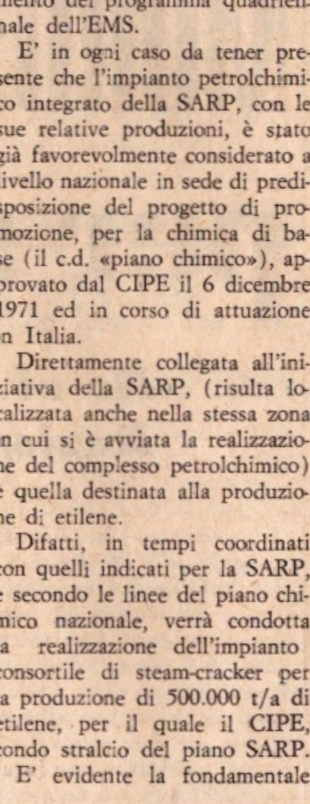 mento del programma quadrien-
nale dell'EMS.
E' in ogni caso da tener pre-
sente che l'impianto petrolchimi-
co integrato della SARP, con le
sue relative produzioni, è stato
già favorevolmente considerato a
livello nazionale in sede di predi-
sposizione del progetto di pro-
mozione, per la chimica di ba-
se (il c.d. «piano chimico»), ap-
provato dal CIPE il 6 dicembre
1971 ed in corso di attuazione
in Italia.
Direttamente collegata all'ini-
ziativa della SARP, (risulta lo-
calizzata anche nella stessa zona
in cui si è avviata la realizzazio-
ne del complesso petrolchimico)
è quella destinata alla produzio-
ne di etilene.
Difatti, in tempi coordinati
con quelli indicati per la SARP,
e secondo le linee del piano chi-
mico nazionale, verrà condotta
la realizzazione dell'impianto
consortile di steam-cracker per
la produzione di 500.000 t/a di
etilene, per il quale il CIPE,
condo stralcio del piano SARP.
E' evidente la fondamentale